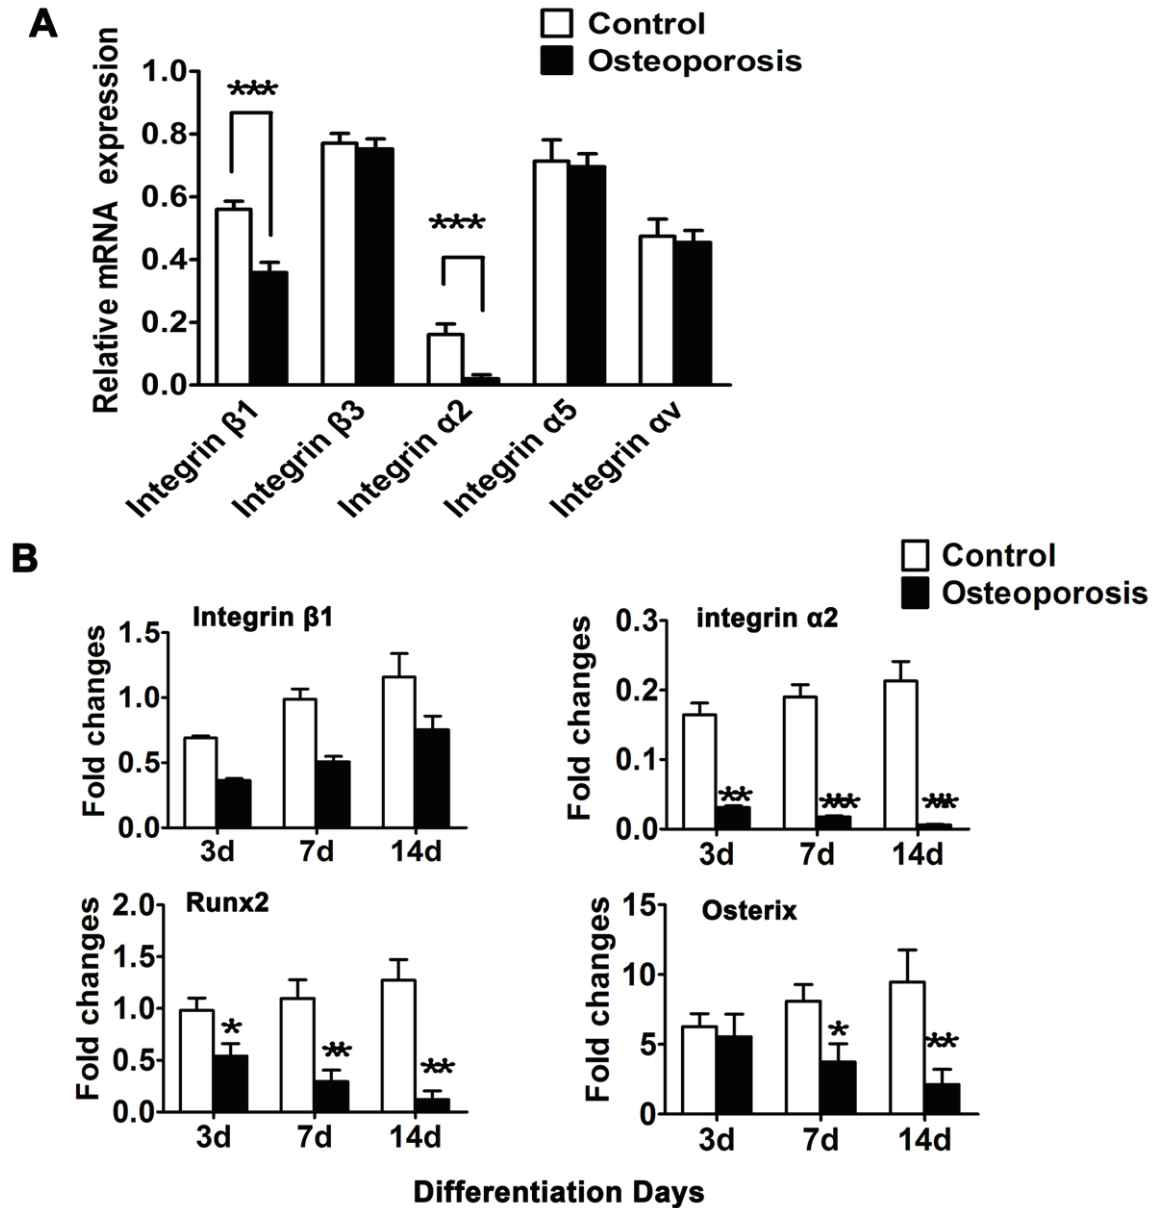 A
Control
Osteoporosis
Relative mRNA expression
1.0
0.8
0.6
0.4
0.2
0.0
***
***
Integrin β1
Integrin β3
Integrin α2
Integrin α5
Integrin αv
B
Control
Osteoporosis
Integrin β1
Fold changes
1.5
1.0
0.5
0.0
3d 7d 14d
integrin α2
Fold changes
0.3
0.2
0.1
0.0
** *** **
3d 7d 14d
Runx2
Fold changes
2.0
1.5
1.0
0.5
0.0
* ** **
3d 7d 14d
Osterix
Fold changes
15
10
5
0
* **
3d 7d 14d
Differentiation Days